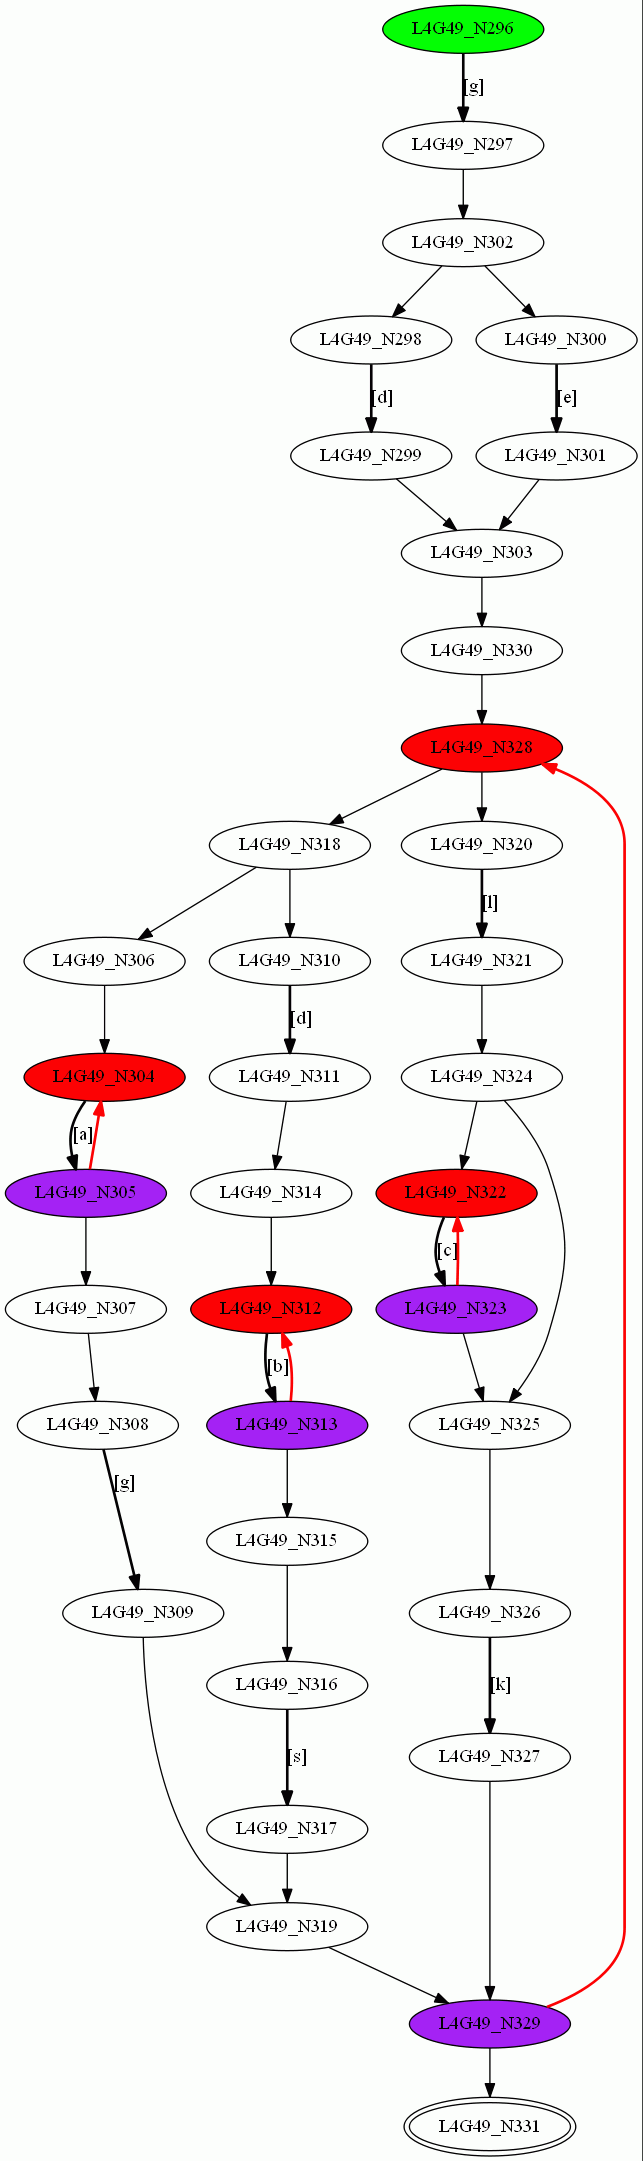 L4G49_N296
[g]
L4G49_N297
L4G49_N302
L4G49_N298 L4G49_N300
[d] [e]
L4G49_N299 L4G49_N301
L4G49_N303
L4G49_N330
L4G49_N328
L4G49_N318 L4G49_N320
[l]
L4G49_N306 L4G49_N310 L4G49_N321
[d]
L4G49_N304 L4G49_N311 L4G49_N324
[a]
L4G49_N305 L4G49_N314 L4G49_N322
[c]
L4G49_N307 L4G49_N312 L4G49_N323
[b]
L4G49_N308 L4G49_N313 L4G49_N325
[g]
L4G49_N315
L4G49_N309 L4G49_N326
L4G49_N316 [k]
[s] L4G49_N327
L4G49_N317
L4G49_N319
L4G49_N329
L4G49_N331